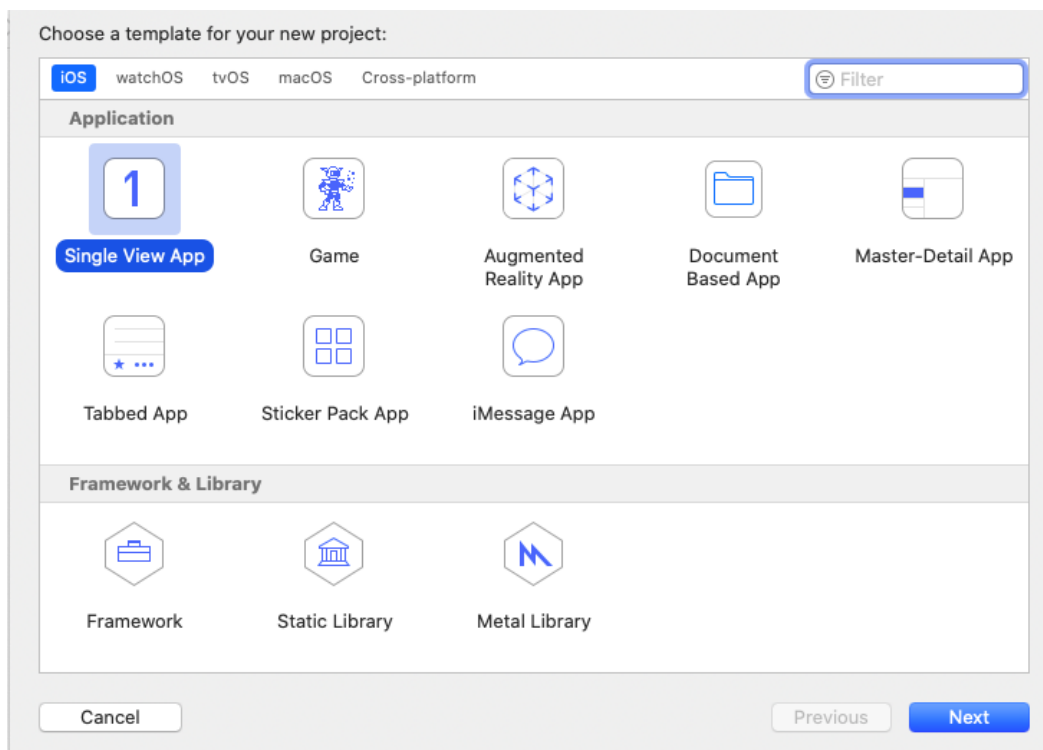 Choose a template for your new project:
iOS watchOS tvOS macOS Cross-platform Filter
Application
1
Single View App Game Augmented Document Master-Detail App
Reality App Based App
Tabbed App Sticker Pack App iMessage App
Framework & Library
Framework Static Library Metal Library
Cancel Previous Next